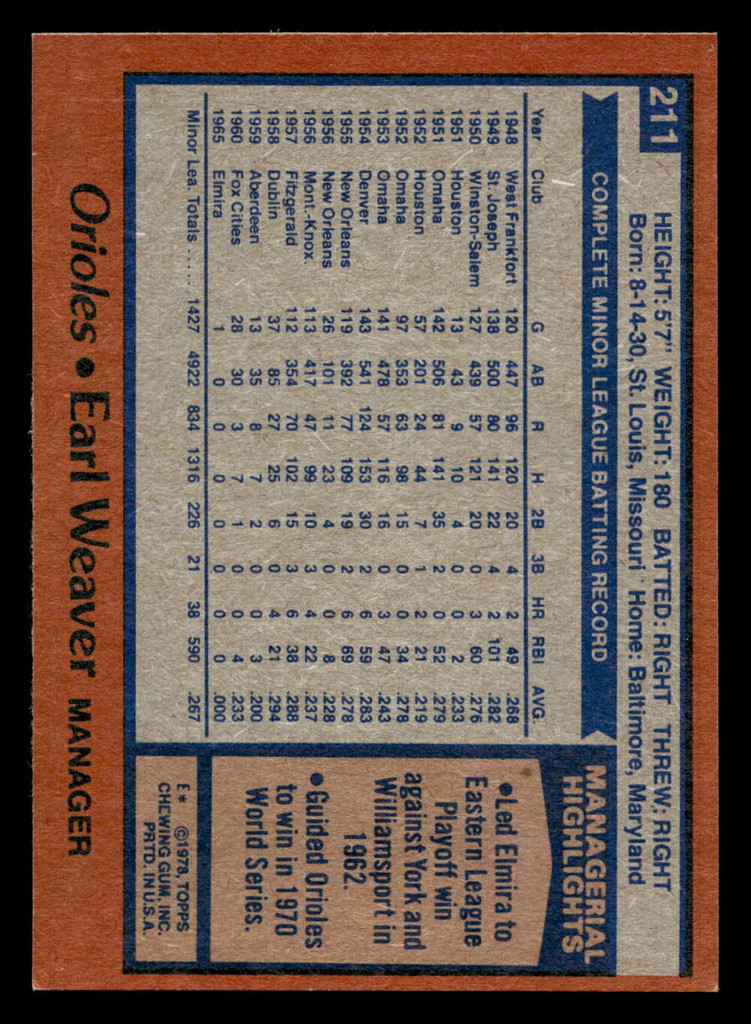 211
HEIGHT: 5'7" WEIGHT: 180 BATTED: RIGHT THREW: RIGHT
Born: 8-14-30, St. Louis, Missouri Home: Baltimore, Maryland
COMPLETE MINOR LEAGUE BATTING RECORD
Year Club G AB R H 2B 3B HR RBI AVG.
1948 West Frankfort 120 447 96 120 20 4 2 49 .268
1949 St. Joseph 138 500 80 141 22 4 2 101 .282
1950 Winston-Salem 127 439 57 121 20 0 3 60 .276
1951 Houston 13 43 9 10 4 0 0 2 .233
1951 Omaha 142 506 81 141 35 2 0 52 .279
1952 Houston 57 201 24 44 7 1 2 21 .219
1952 Omaha 97 353 63 98 15 0 0 34 .278
1953 Omaha 141 478 57 116 16 0 3 47 .243
1954 Denver 143 541 124 153 30 2 6 59 .283
1955 New Orleans 119 392 77 109 19 2 6 69 .278
1956 New Orleans 26 101 11 23 4 0 0 8 .228
1956 Mont.-Knox. 113 417 47 99 10 3 4 22 .237
1957 Fitzgerald 112 354 70 102 15 3 6 38 .288
1958 Dublin 37 85 27 25 6 0 4 21 .294
1959 Aberdeen 13 35 8 7 2 0 0 3 .200
1960 Fox Cities 28 30 3 7 1 0 0 4 .233
1965 Elmira 1 0 0 0 0 0 0 0 .000
Minor Lea. Totals ..... 1427 4922 834 1316 226 21 38 590 .267
MANAGERIAL
HIGHLIGHTS
•Led Elmira to
Eastern League
Playoff win
against York and
Williamsport in
1962.
•Guided Orioles
to win in 1970
World Series.
E* ©1978, TOPPS
CHEWING GUM, INC.
PRTD. IN U.S.A.
Orioles • Earl Weaver MANAGER